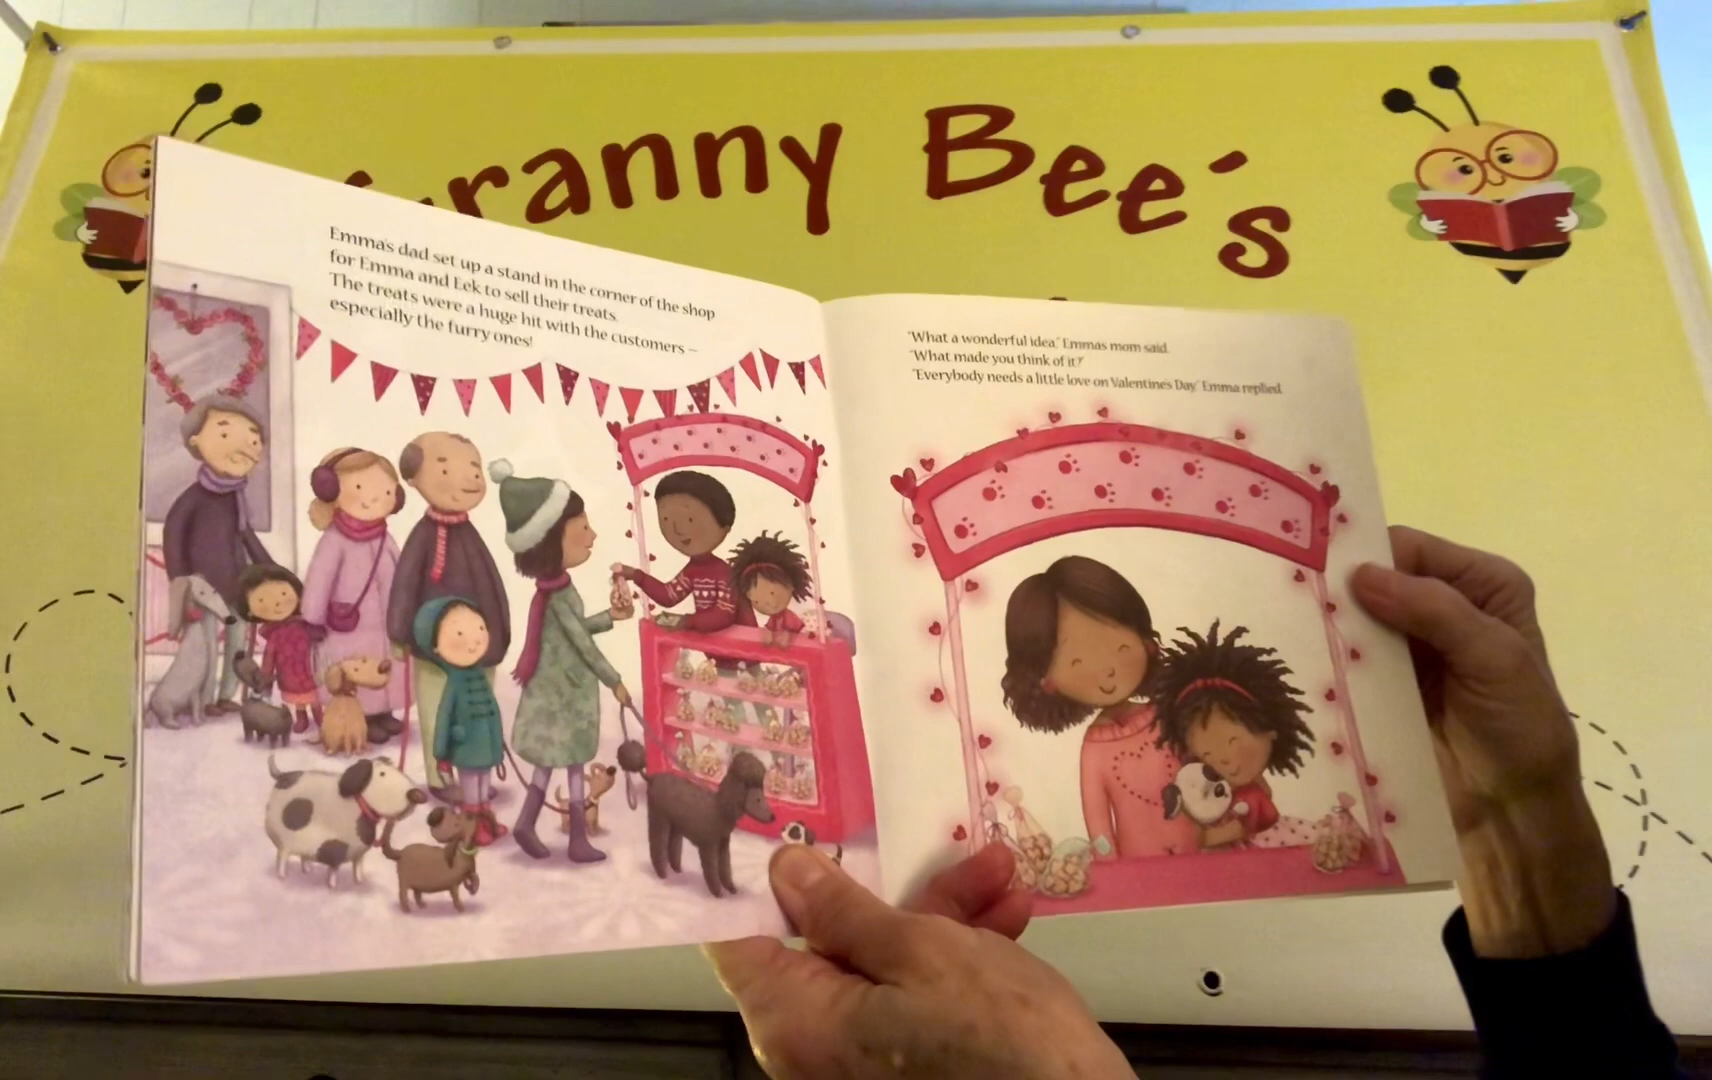 Granny Bee's
Emma's dad set up a stand in the corner of the shop
for Emma and Eek to sell their treats.
The treats were a huge hit with the customers –
especially the furry ones!
"What a wonderful idea," Emma's mom said.
"What made you think of it?"
"Everybody needs a little love on Valentine's Day," Emma replied.